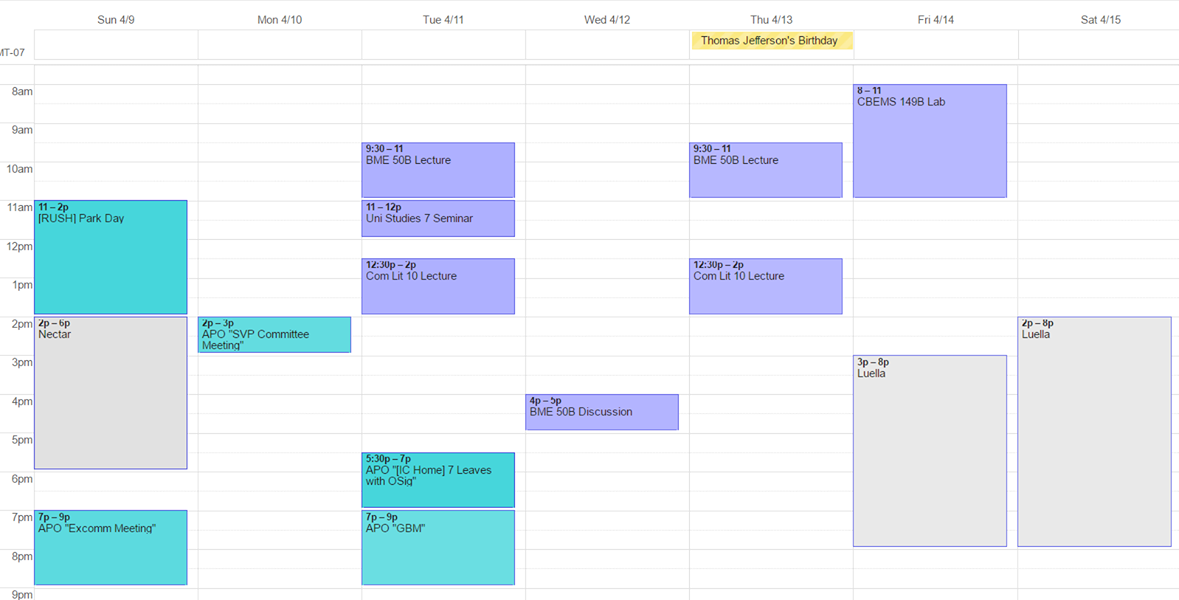 Sun 4/9
Mon 4/10
Tue 4/11
Wed 4/12
Thu 4/13
Fri 4/14
Sat 4/15
MT-07
Thomas Jefferson's Birthday
8am
9am
10am
11am
12pm
1pm
2pm
3pm
4pm
5pm
6pm
7pm
8pm
9pm
11 – 2p
[RUSH] Park Day
2p – 6p
Nectar
7p – 9p
APO "Excomm Meeting"
2p – 3p
APO "SVP Committee
Meeting"
9:30 – 11
BME 50B Lecture
11 – 12p
Uni Studies 7 Seminar
12:30p – 2p
Com Lit 10 Lecture
5:30p – 7p
APO "[IC Home] 7 Leaves
with OSig"
7p – 9p
APO "GBM"
4p – 5p
BME 50B Discussion
9:30 – 11
BME 50B Lecture
12:30p – 2p
Com Lit 10 Lecture
8 – 11
CBEMS 149B Lab
3p – 8p
Luella
2p – 8p
Luella